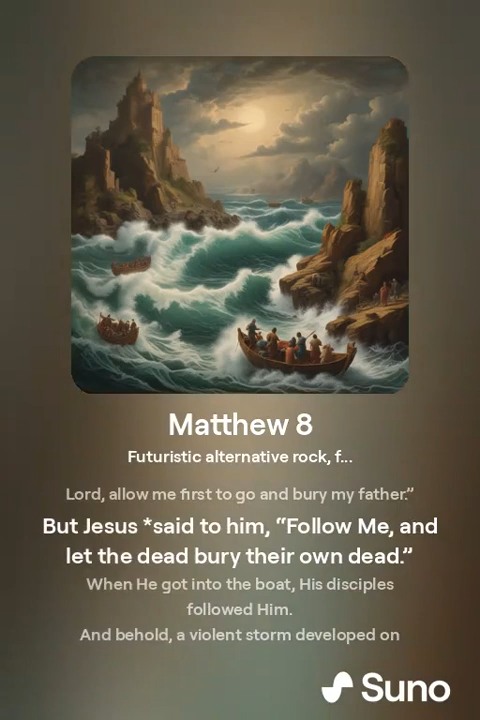 Matthew 8
Futuristic alternative rock, f...
Lord, allow me first to go and bury my father.”
But Jesus *said to him, “Follow Me, and
let the dead bury their own dead.”
When He got into the boat, His disciples
followed Him.
And behold, a violent storm developed on
Suno